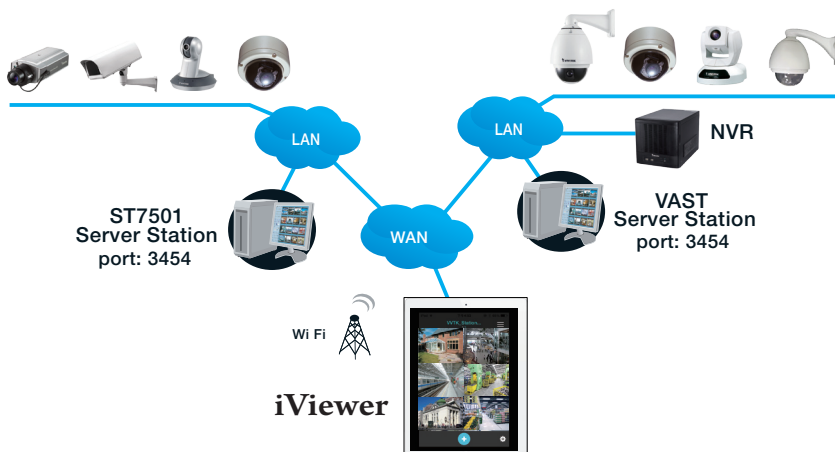 LAN
LAN
NVR
ST7501
Server Station
port: 3454
VAST
Server Station
port: 3454
WAN
Wi Fi
iViewer